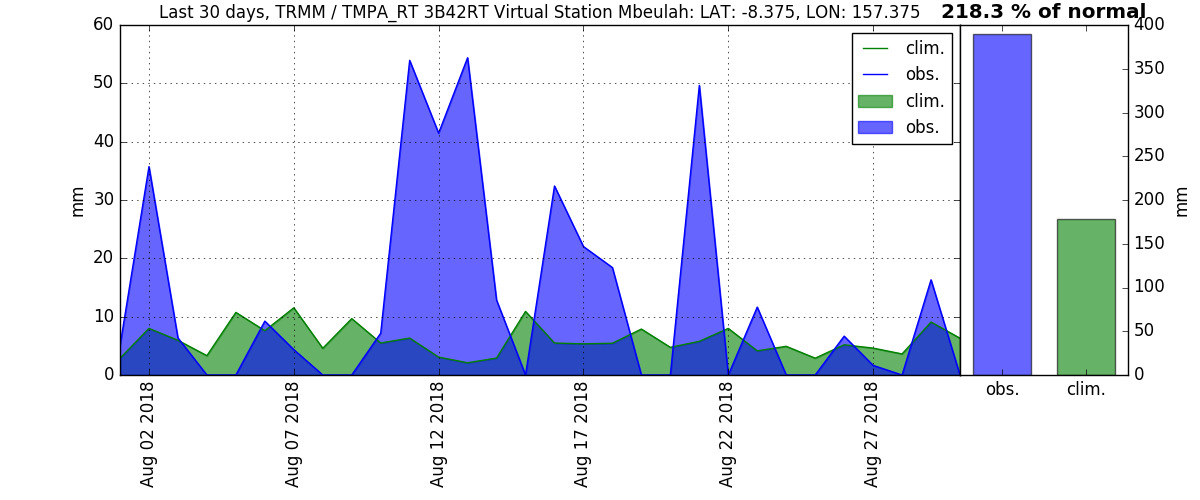 Last 30 days, TRMM / TMPA_RT 3B42RT Virtual Station Mbeulah: LAT: -8.375, LON: 157.375
218.3 % of normal
mm
60
50
40
30
20
10
0
clim.
obs.
clim.
obs.
Aug 02 2018
Aug 07 2018
Aug 12 2018
Aug 17 2018
Aug 22 2018
Aug 27 2018
400
350
300
250
200
150
100
50
0
mm
obs.
clim.